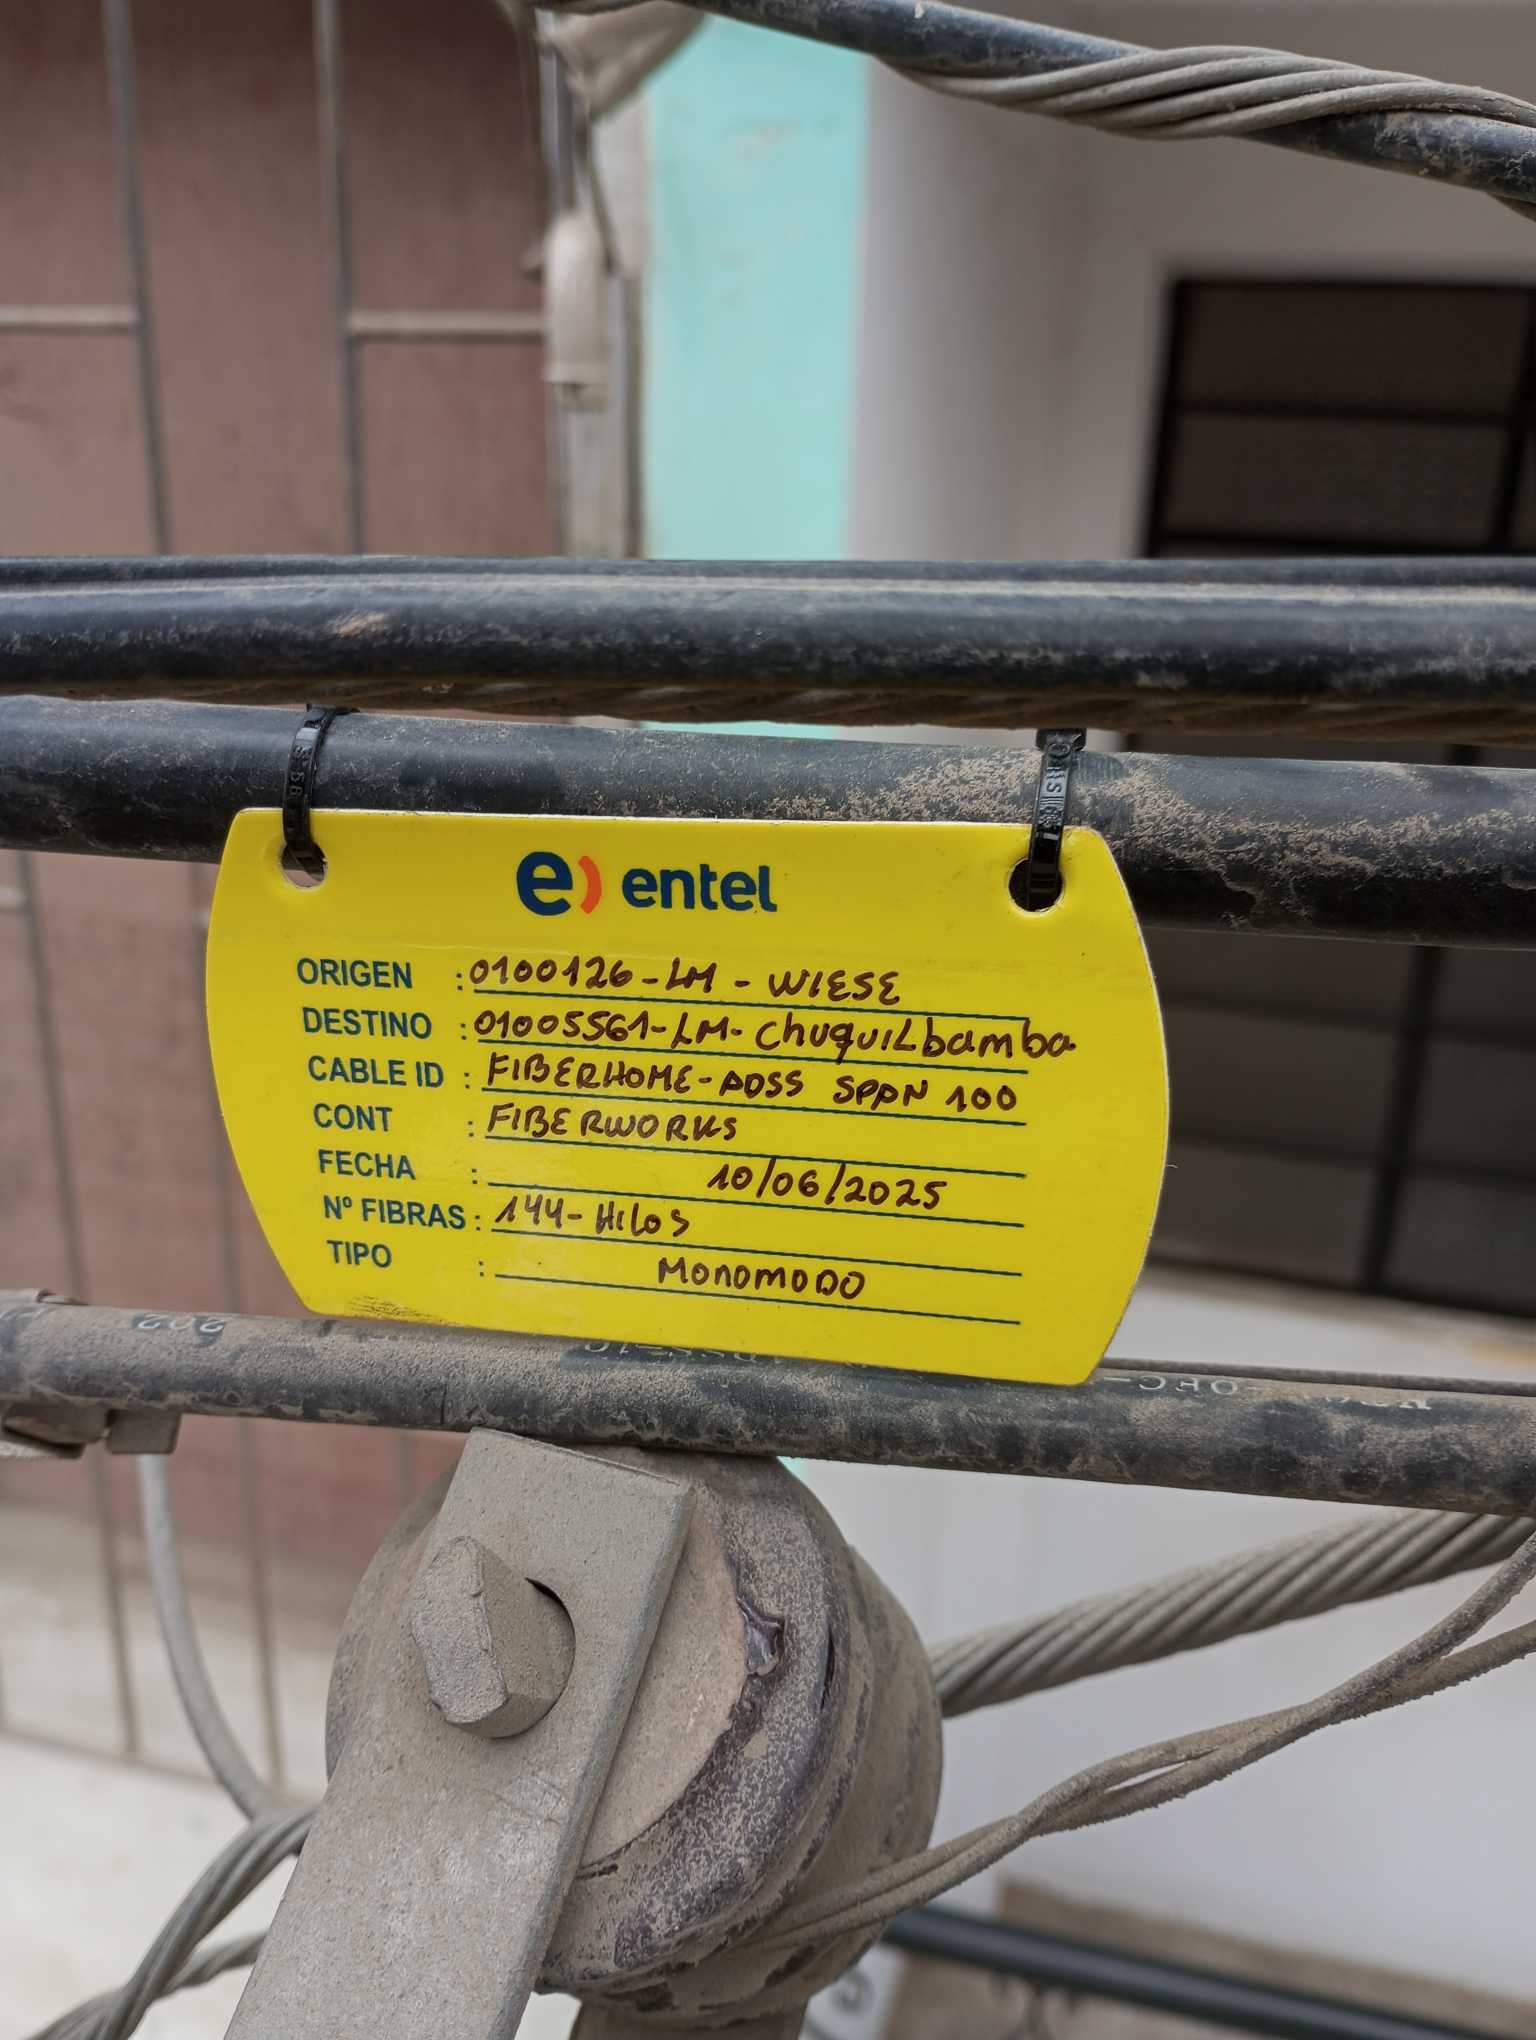 e) entel
ORIGEN : 0100126-LM - WIESE
DESTINO : 01005561-LM- ChuquiLbamba
CABLE ID : FIBERHOME-ADSS SPAN 100
CONT : FIBERWORKS
FECHA : 10/06/2025
Nº FIBRAS : 144-Hilos
TIPO : MONOMODO